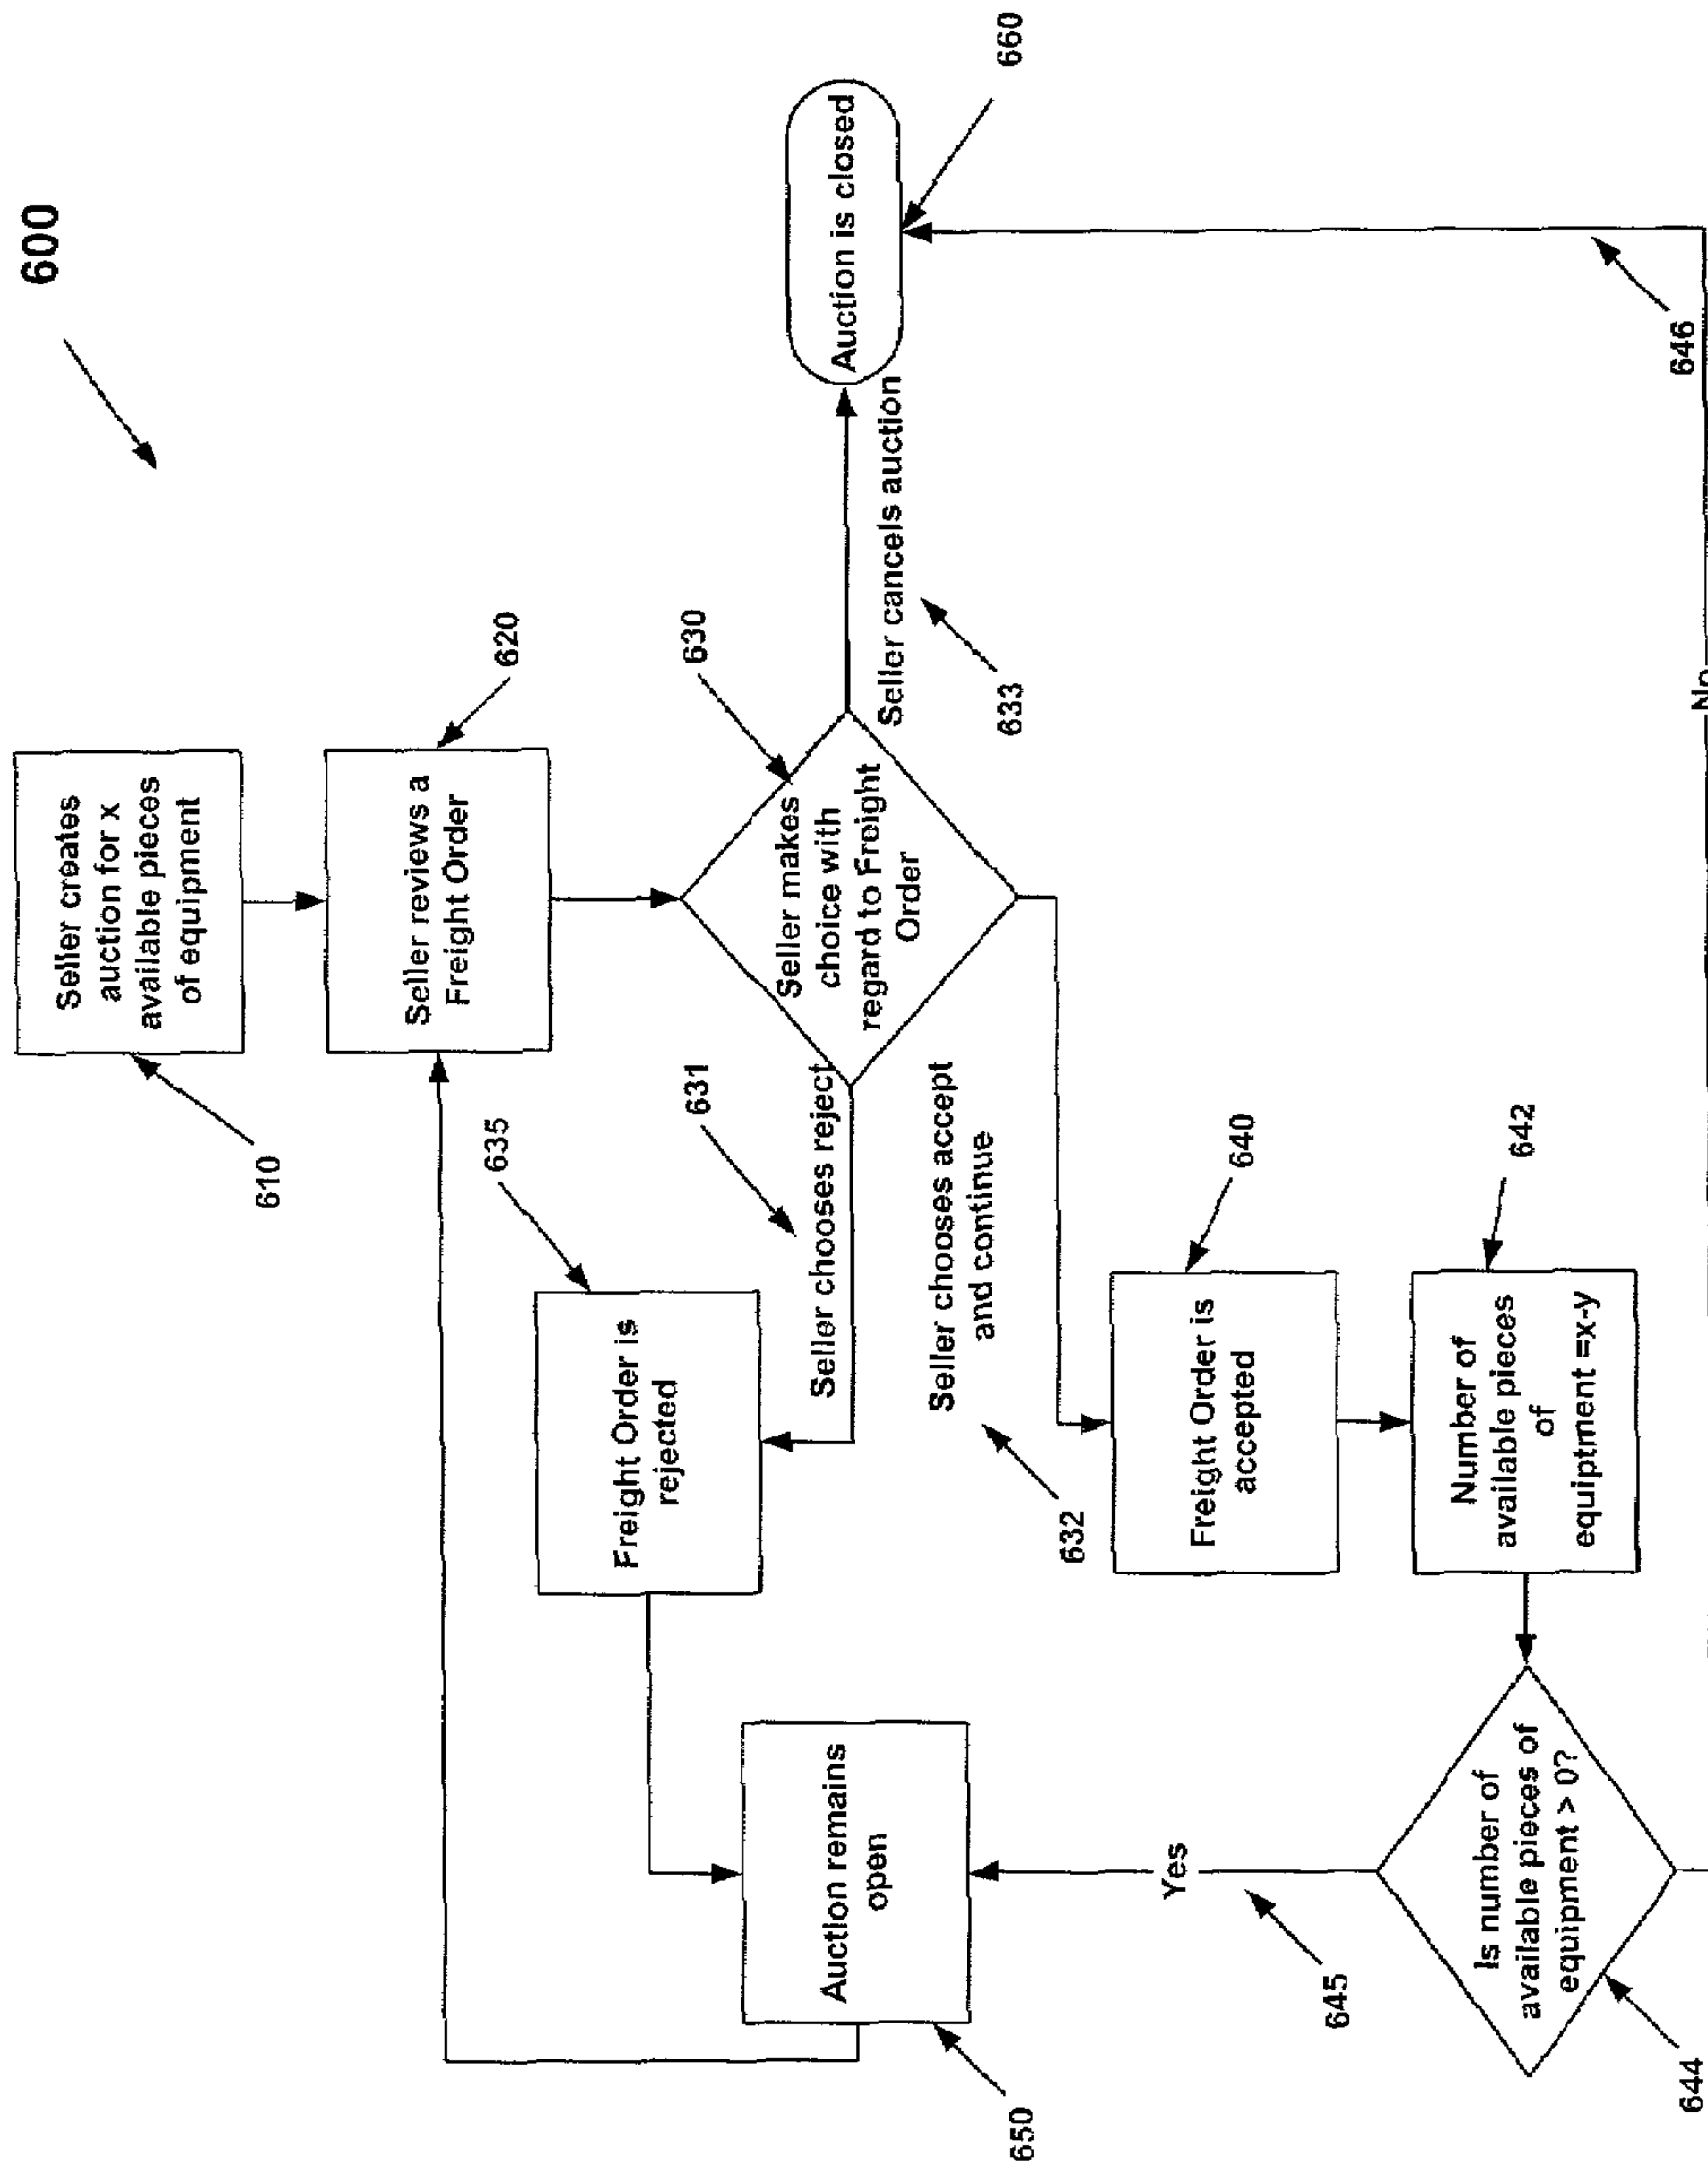 600
Seller creates
auction for x
available pieces
of equipment
610
Seller reviews a
Freight Order
620
Seller makes
choice with
regard to Freight
Order
630
Seller chooses reject
631
Freight Order is
rejected
635
Seller cancels auction
633
Auction is closed
660
Seller chooses accept
and continue
632
Freight Order is
accepted
640
Number of
available pieces
of
equiptment =x-y
642
Is number of
available pieces of
equipment > 0?
644
Yes
645
Auction remains
open
650
No
646